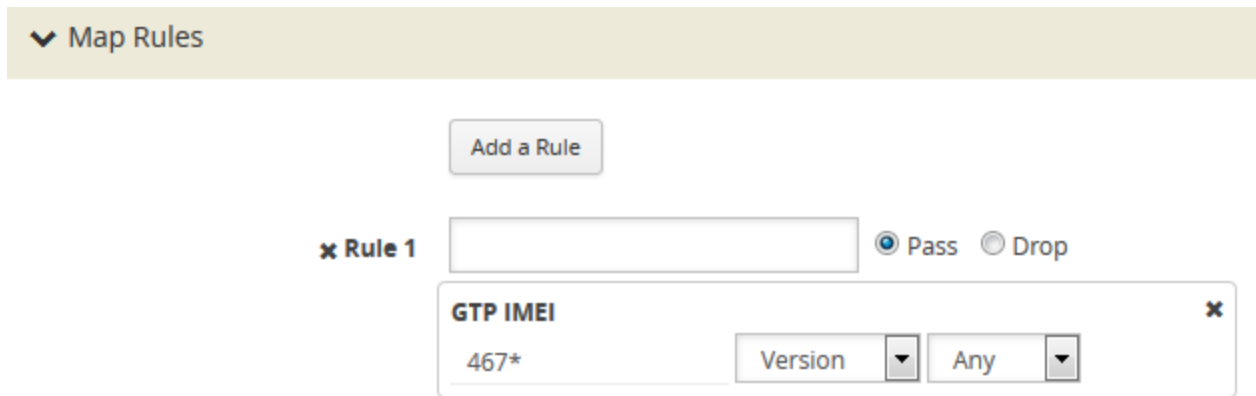 Map Rules
Add a Rule
Rule 1 Pass Drop
GTP IMEI
467* Version Any